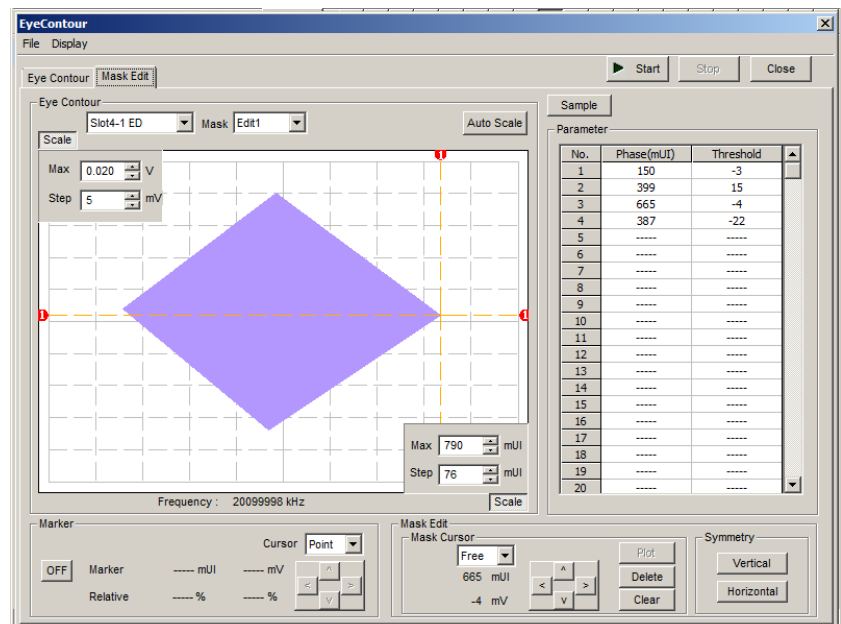 EyeContour
File Display
Eye Contour Mask Edit Start Stop Close
Eye Contour
Slot4-1 ED Mask Edit1 Auto Scale
Scale
Max 0.020 V
Step 5 mV
1
1 1
Max 790 mUI
Step 76 mUI
Frequency : 20099998 kHz Scale
Sample
Parameter
No. Phase(mUI) Threshold
1 150 -3
2 399 15
3 665 -4
4 387 -22
5 ----- -----
6 ----- -----
7 ----- -----
8 ----- -----
9 ----- -----
10 ----- -----
11 ----- -----
12 ----- -----
13 ----- -----
14 ----- -----
15 ----- -----
16 ----- -----
17 ----- -----
18 ----- -----
19 ----- -----
20 ----- -----
Marker
Cursor Point
OFF Marker ----- mUI ----- mV
Relative ----- % ----- %
^
< >
v
Mask Edit
Mask Cursor
Free
665 mUI
-4 mV
^
< >
v
Plot
Delete
Clear
Symmetry
Vertical
Horizontal